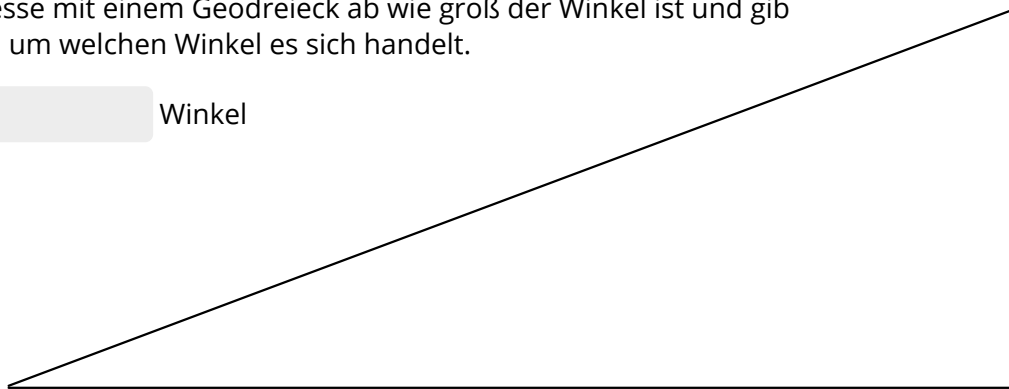 esse mit einem Geodreieck ab wie groß der Winkel ist und gib
um welchen Winkel es sich handelt.
Winkel